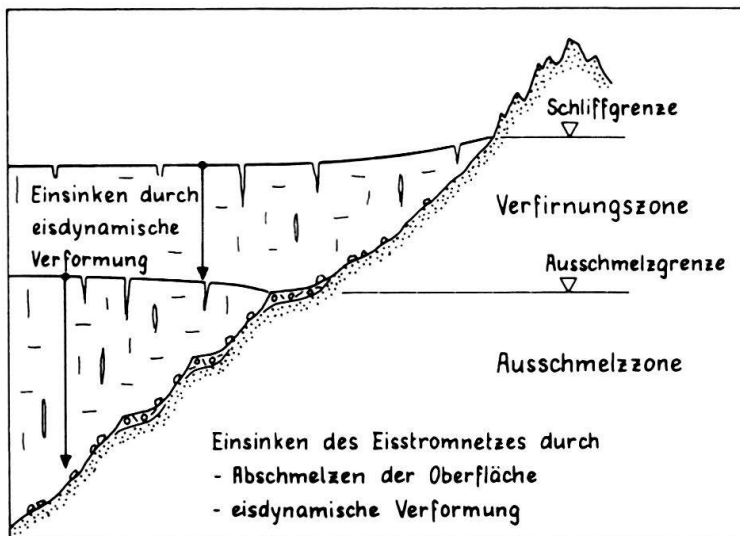 Schliffgrenze
Einsinken durch
eisdynamische
Verformung
Verfirnungszone
Ausschmelzgrenze
Ausschmelzzone
Einsinken des Eisstromnetzes durch
- Abschmelzen der Oberfläche
- eisdynamische Verformung